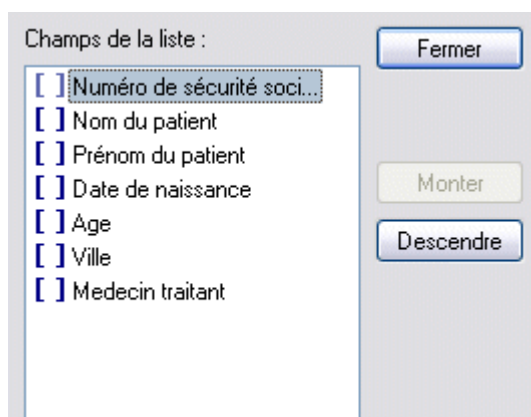 Champs de la liste :
Fermer
[ ] Numéro de sécurité soci...
[ ] Nom du patient
[ ] Prénom du patient
[ ] Date de naissance
[ ] Age
[ ] Ville
[ ] Medecin traitant
Monter
Descendre